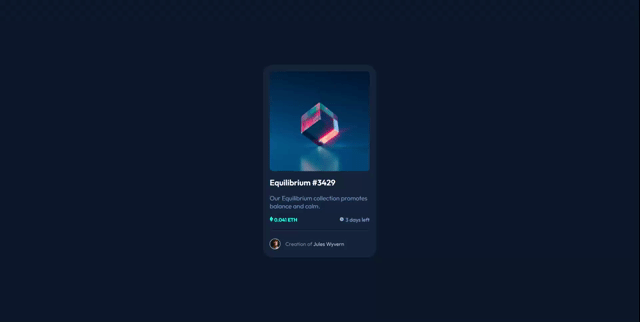 Equilibrium #3429
Our Equilibrium collection promotes
balance and calm.
0.041 ETH
3 days left
Creation of Jules Wyvern